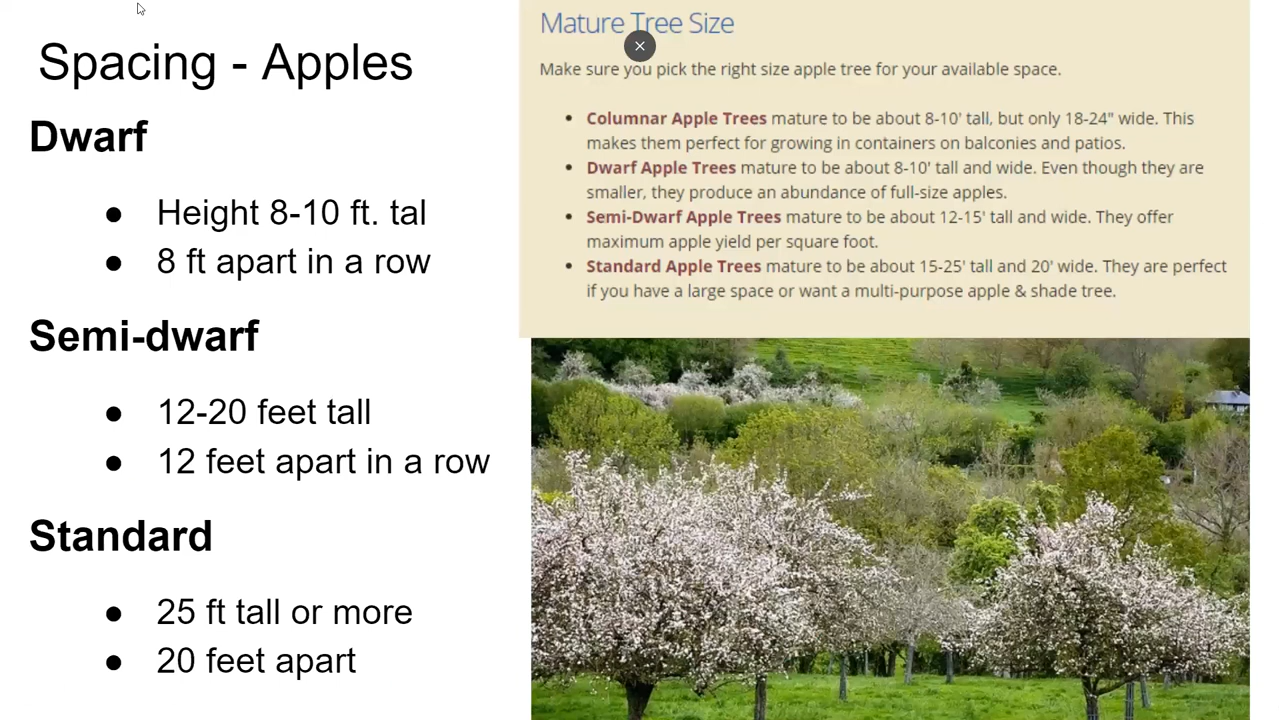 Spacing - Apples
Dwarf
● Height 8-10 ft. tal
● 8 ft apart in a row
Semi-dwarf
● 12-20 feet tall
● 12 feet apart in a row
Standard
● 25 ft tall or more
● 20 feet apart
Mature Tree Size
Make sure you pick the right size apple tree for your available space.
• Columnar Apple Trees mature to be about 8-10' tall, but only 18-24" wide. This
makes them perfect for growing in containers on balconies and patios.
• Dwarf Apple Trees mature to be about 8-10' tall and wide. Even though they are
smaller, they produce an abundance of full-size apples.
• Semi-Dwarf Apple Trees mature to be about 12-15' tall and wide. They offer
maximum apple yield per square foot.
• Standard Apple Trees mature to be about 15-25' tall and 20' wide. They are perfect
if you have a large space or want a multi-purpose apple & shade tree.